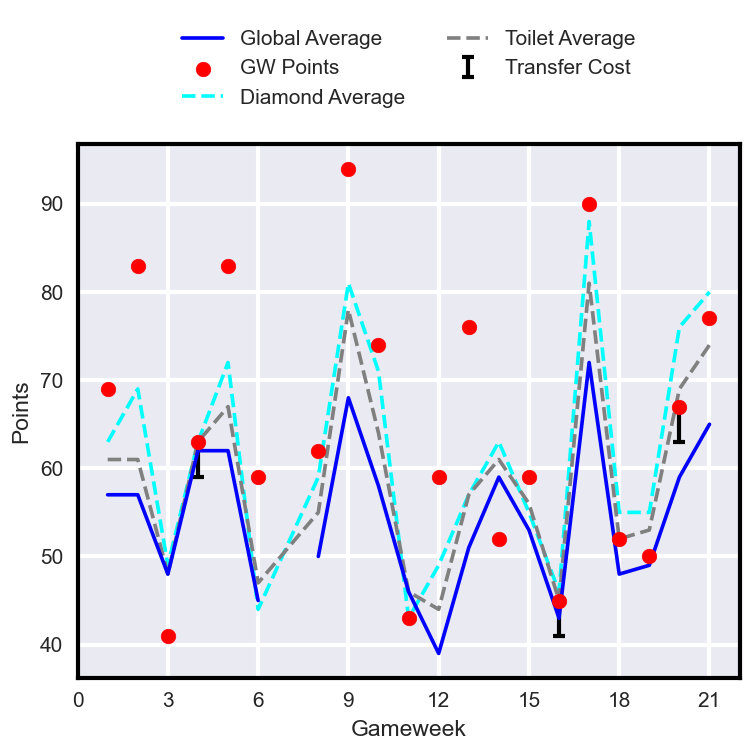 Global Average
GW Points
Diamond Average
Toilet Average
Transfer Cost
Points
90
80
70
60
50
40
0 3 6 9 12 15 18 21
Gameweek